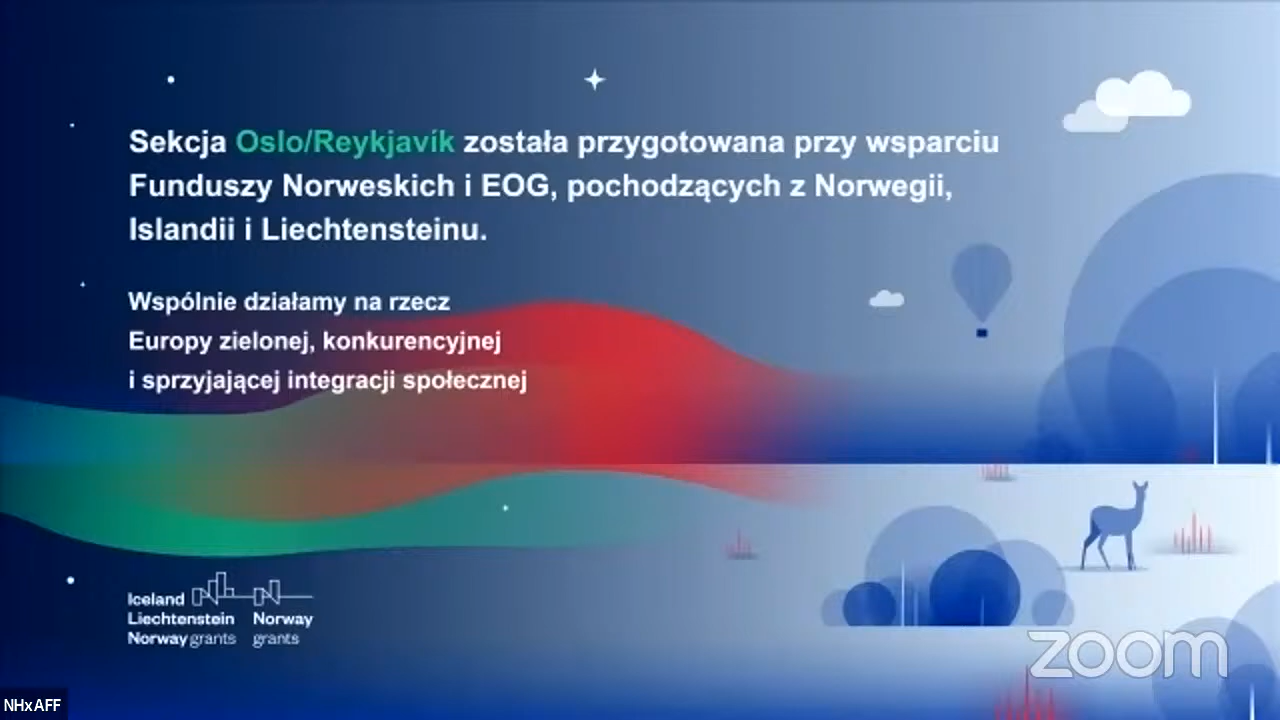 Sekcja Oslo/Reykjavík została przygotowana przy wsparciu
Funduszy Norweskich i EOG, pochodzących z Norwegii,
Islandii i Liechtensteinu.
Wspólnie działamy na rzecz
Europy zielonej, konkurencyjnej
i sprzyjającej integracji społecznej
Iceland
Liechtenstein
Norway grants
Norway
grants
zoom
NHxAFF